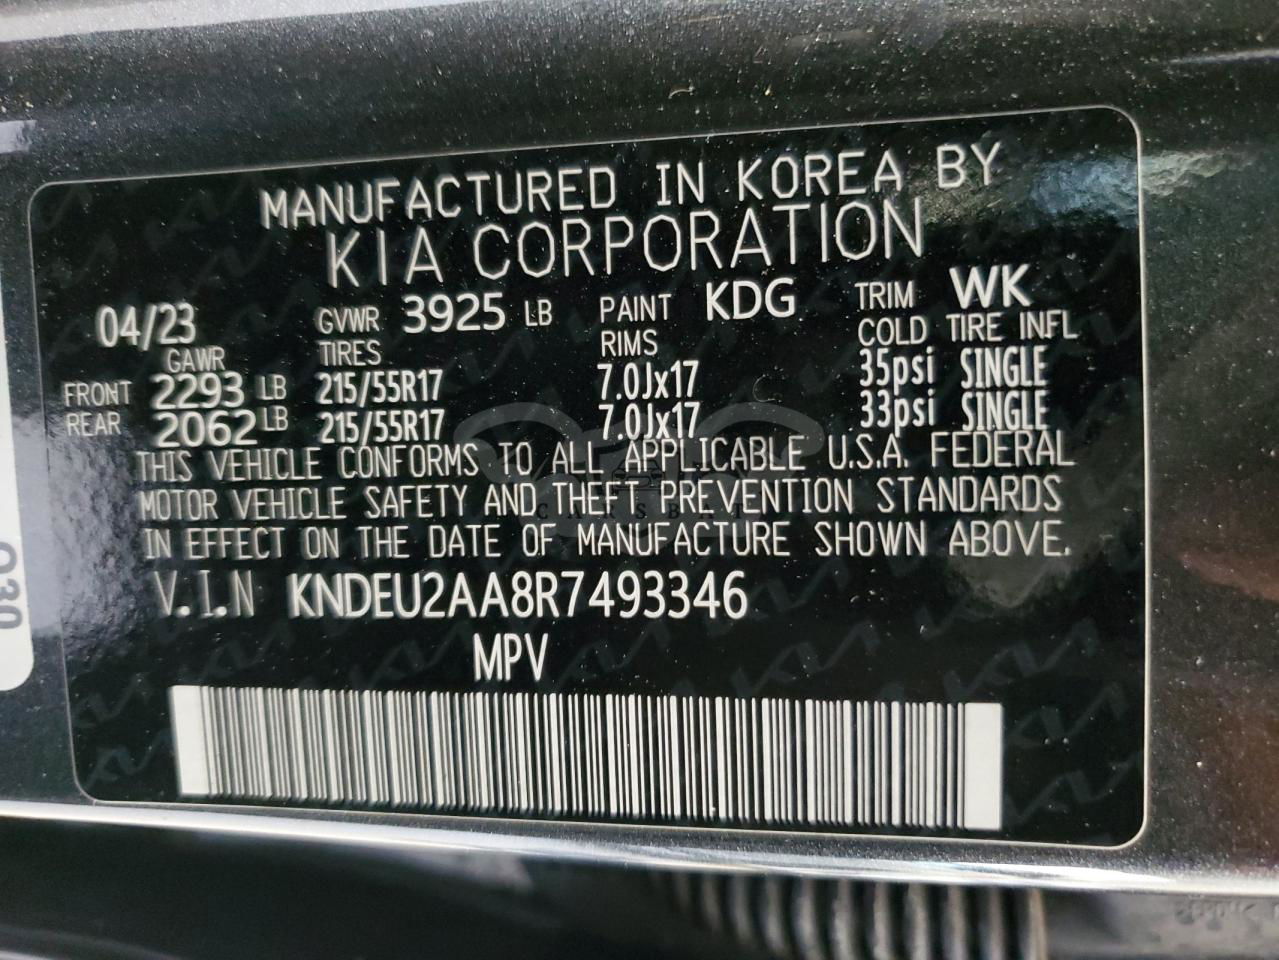 MANUFACTURED IN KOREA BY
KIA CORPORATION
04/23 GVWR 3925 LB PAINT KDG TRIM WK
GAWR TIRES RIMS COLD TIRE INFL
FRONT 2293 LB 215/55R17 7.0Jx17 35psi SINGLE
REAR 2062 LB 215/55R17 7.0Jx17 33psi SINGLE
THIS VEHICLE CONFORMS TO ALL APPLICABLE U.S.A. FEDERAL
MOTOR VEHICLE SAFETY AND THEFT PREVENTION STANDARDS
IN EFFECT ON THE DATE OF MANUFACTURE SHOWN ABOVE.
V.I.N KNDEU2AA8R7493346
MPV
030